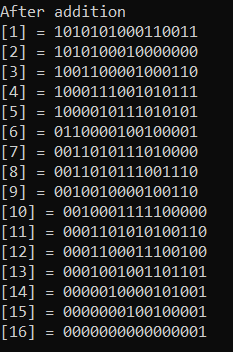 After addition
[1] = 1010101000110011
[2] = 1010100010000000
[3] = 1001100001000110
[4] = 1000111001010111
[5] = 1000010111010101
[6] = 0110000100100001
[7] = 0011010111010000
[8] = 0011010111001110
[9] = 0010010000100110
[10] = 0010001111100000
[11] = 0001101010100110
[12] = 0001100011100100
[13] = 0001001001101101
[14] = 0000010000101001
[15] = 0000000100100001
[16] = 0000000000000001